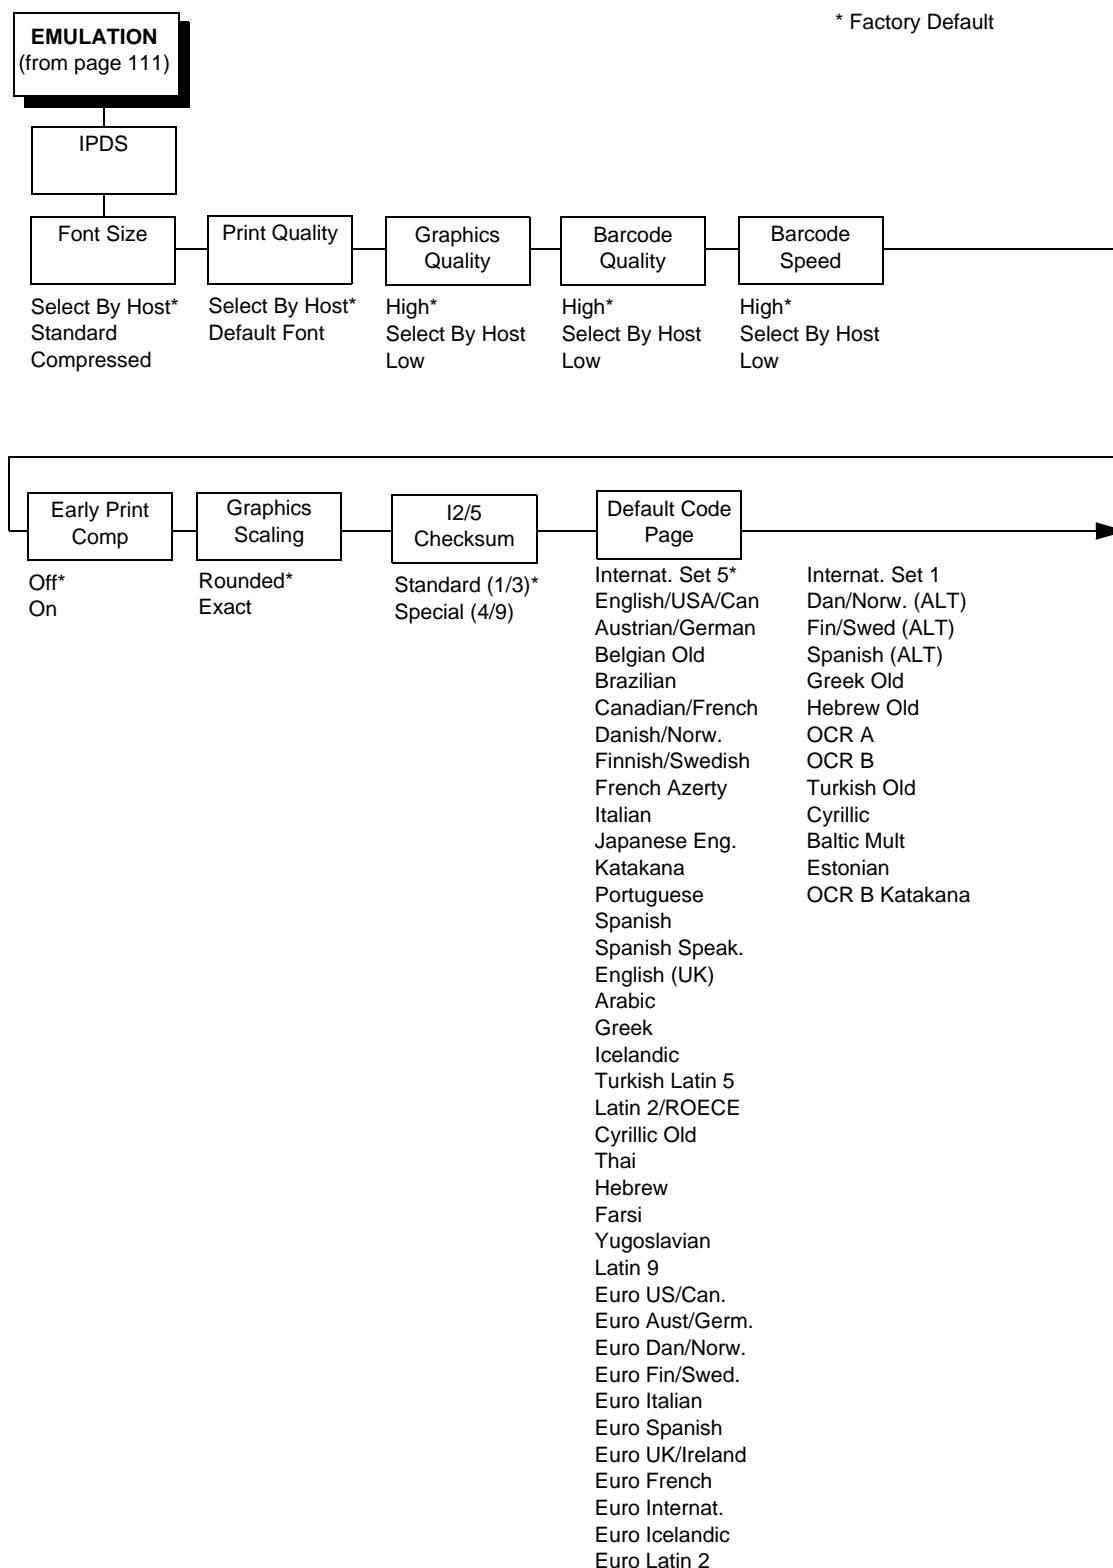 * Factory Default
EMULATION
(from page 111)
IPDS
Font Size
Select By Host*
Standard
Compressed
Print Quality
Select By Host*
Default Font
Graphics
Quality
High*
Select By Host
Low
Barcode
Quality
High*
Select By Host
Low
Barcode
Speed
High*
Select By Host
Low
Early Print
Comp
Off*
On
Graphics
Scaling
Rounded*
Exact
I2/5
Checksum
Standard (1/3)*
Special (4/9)
Default Code
Page
Internat. Set 5*
English/USA/Can
Austrian/German
Belgian Old
Brazilian
Canadian/French
Danish/Norw.
Finnish/Swedish
French Azerty
Italian
Japanese Eng.
Katakana
Portuguese
Spanish
Spanish Speak.
English (UK)
Arabic
Greek
Icelandic
Turkish Latin 5
Latin 2/ROECE
Cyrillic Old
Thai
Hebrew
Farsi
Yugoslavian
Latin 9
Euro US/Can.
Euro Aust/Germ.
Euro Dan/Norw.
Euro Fin/Swed.
Euro Italian
Euro Spanish
Euro UK/Ireland
Euro French
Euro Internat.
Euro Icelandic
Euro Latin 2
Internat. Set 1
Dan/Norw. (ALT)
Fin/Swed (ALT)
Spanish (ALT)
Greek Old
Hebrew Old
OCR A
OCR B
Turkish Old
Cyrillic
Baltic Mult
Estonian
OCR B Katakana